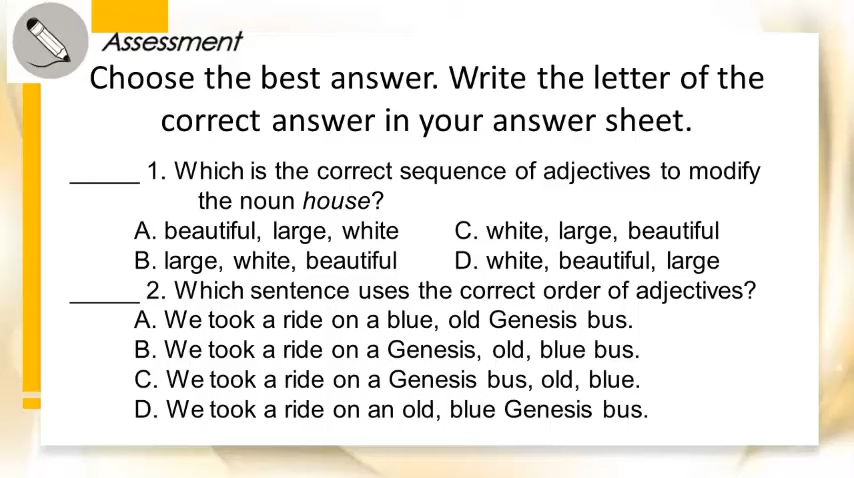 Assessment
Choose the best answer. Write the letter of the
correct answer in your answer sheet.
_____ 1. Which is the correct sequence of adjectives to modify
the noun house?
A. beautiful, large, white C. white, large, beautiful
B. large, white, beautiful D. white, beautiful, large
_____ 2. Which sentence uses the correct order of adjectives?
A. We took a ride on a blue, old Genesis bus.
B. We took a ride on a Genesis, old, blue bus.
C. We took a ride on a Genesis bus, old, blue.
D. We took a ride on an old, blue Genesis bus.